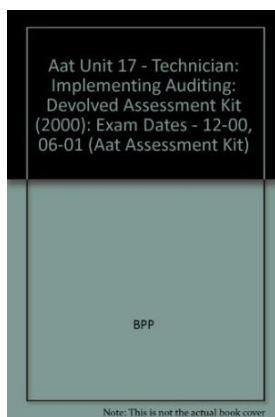 Aat Unit 17 - Technician:
Implementing Auditing:
Devolved Assessment Kit
(2000): Exam Dates - 12-00,
06-01 (Aat Assessment Kit)
BPP
Note: This is not the actual book cover